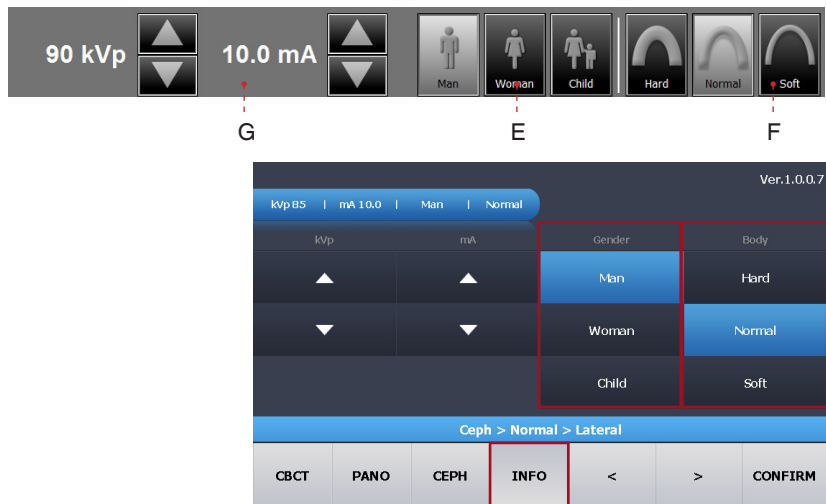 90 kVp 10.0 mA
Man Woman Child Hard Normal Soft
G E F
Ver.1.0.0.7
kVp 85 | mA 10.0 | Man | Normal
kVp mA Gender Body
Man Hard
Woman Normal
Child Soft
Ceph > Normal > Lateral
CBCT PANO CEPH INFO < > CONFIRM